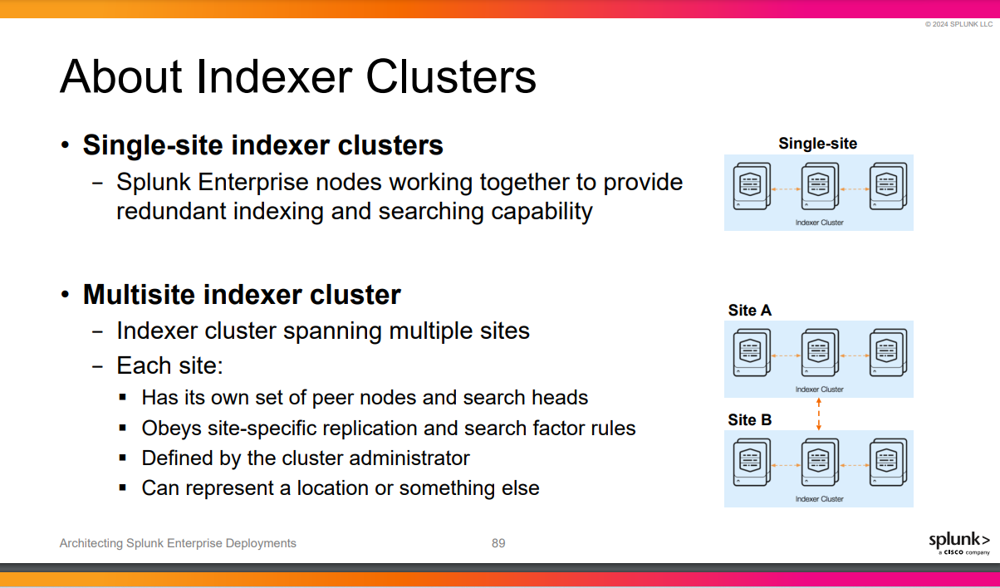 © 2024 SPLUNK LLC
About Indexer Clusters
• Single-site indexer clusters
– Splunk Enterprise nodes working together to provide
redundant indexing and searching capability
Single-site
Indexer Cluster
• Multisite indexer cluster
– Indexer cluster spanning multiple sites
– Each site:
▪ Has its own set of peer nodes and search heads
▪ Obeys site-specific replication and search factor rules
▪ Defined by the cluster administrator
▪ Can represent a location or something else
Site A
Indexer Cluster
Site B
Indexer Cluster
Architecting Splunk Enterprise Deployments
89
splunk>
a cisco company